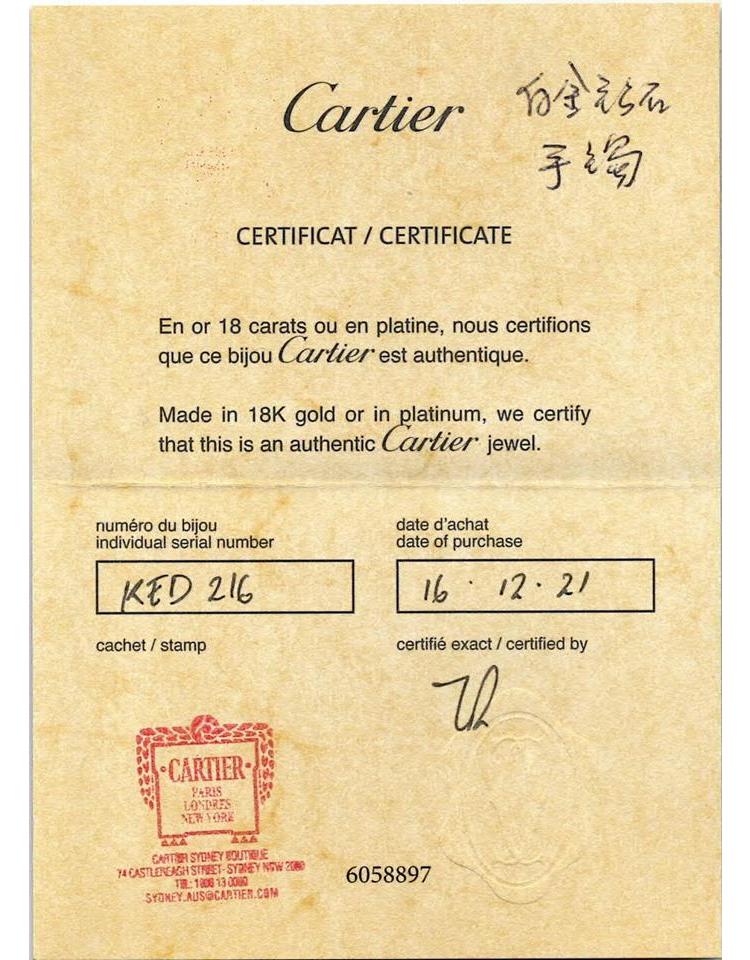 Cartier
白金钻石
手镯
CERTIFICAT / CERTIFICATE
En or 18 carats ou en platine, nous certifions
que ce bijou Cartier est authentique.
Made in 18K gold or in platinum, we certify
that this is an authentic Cartier jewel.
numéro du bijou
individual serial number
KED 216
date d'achat
date of purchase
16 · 12 · 21
cachet / stamp
certifié exact / certified by
·CARTIER·
PARIS
LONDRES
NEW YORK
CARTIER SYDNEY BOUTIQUE
74 CASTLEREAGH STREET - SYDNEY NSW 2000
TEL: 1800 13 0000
SYDNEY.AUS@CARTIER.COM
6058897